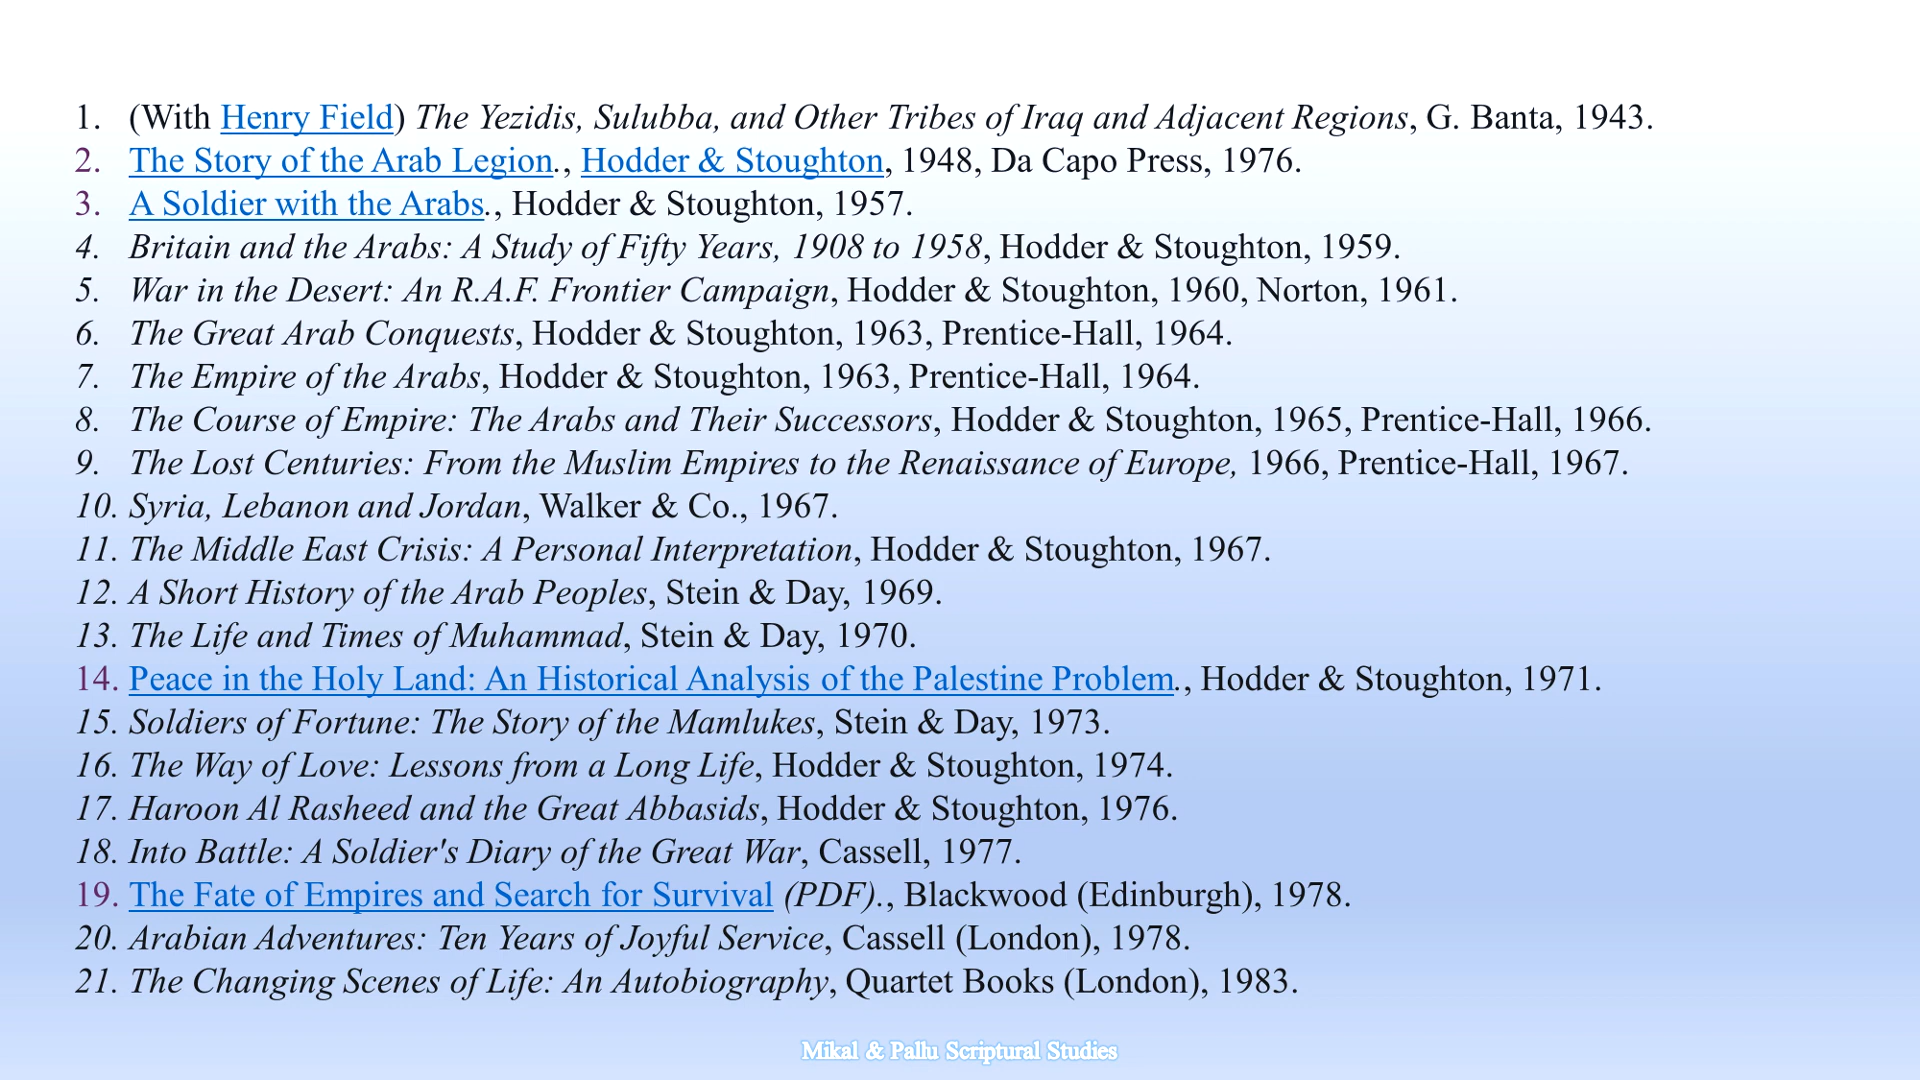 1. (With Henry Field) The Yezidis, Sulubba, and Other Tribes of Iraq and Adjacent Regions, G. Banta, 1943.
2. The Story of the Arab Legion., Hodder & Stoughton, 1948, Da Capo Press, 1976.
3. A Soldier with the Arabs., Hodder & Stoughton, 1957.
4. Britain and the Arabs: A Study of Fifty Years, 1908 to 1958, Hodder & Stoughton, 1959.
5. War in the Desert: An R.A.F. Frontier Campaign, Hodder & Stoughton, 1960, Norton, 1961.
6. The Great Arab Conquests, Hodder & Stoughton, 1963, Prentice-Hall, 1964.
7. The Empire of the Arabs, Hodder & Stoughton, 1963, Prentice-Hall, 1964.
8. The Course of Empire: The Arabs and Their Successors, Hodder & Stoughton, 1965, Prentice-Hall, 1966.
9. The Lost Centuries: From the Muslim Empires to the Renaissance of Europe, 1966, Prentice-Hall, 1967.
10. Syria, Lebanon and Jordan, Walker & Co., 1967.
11. The Middle East Crisis: A Personal Interpretation, Hodder & Stoughton, 1967.
12. A Short History of the Arab Peoples, Stein & Day, 1969.
13. The Life and Times of Muhammad, Stein & Day, 1970.
14. Peace in the Holy Land: An Historical Analysis of the Palestine Problem., Hodder & Stoughton, 1971.
15. Soldiers of Fortune: The Story of the Mamlukes, Stein & Day, 1973.
16. The Way of Love: Lessons from a Long Life, Hodder & Stoughton, 1974.
17. Haroon Al Rasheed and the Great Abbasids, Hodder & Stoughton, 1976.
18. Into Battle: A Soldier's Diary of the Great War, Cassell, 1977.
19. The Fate of Empires and Search for Survival (PDF)., Blackwood (Edinburgh), 1978.
20. Arabian Adventures: Ten Years of Joyful Service, Cassell (London), 1978.
21. The Changing Scenes of Life: An Autobiography, Quartet Books (London), 1983.
Mikal & Pallu Scriptural Studies